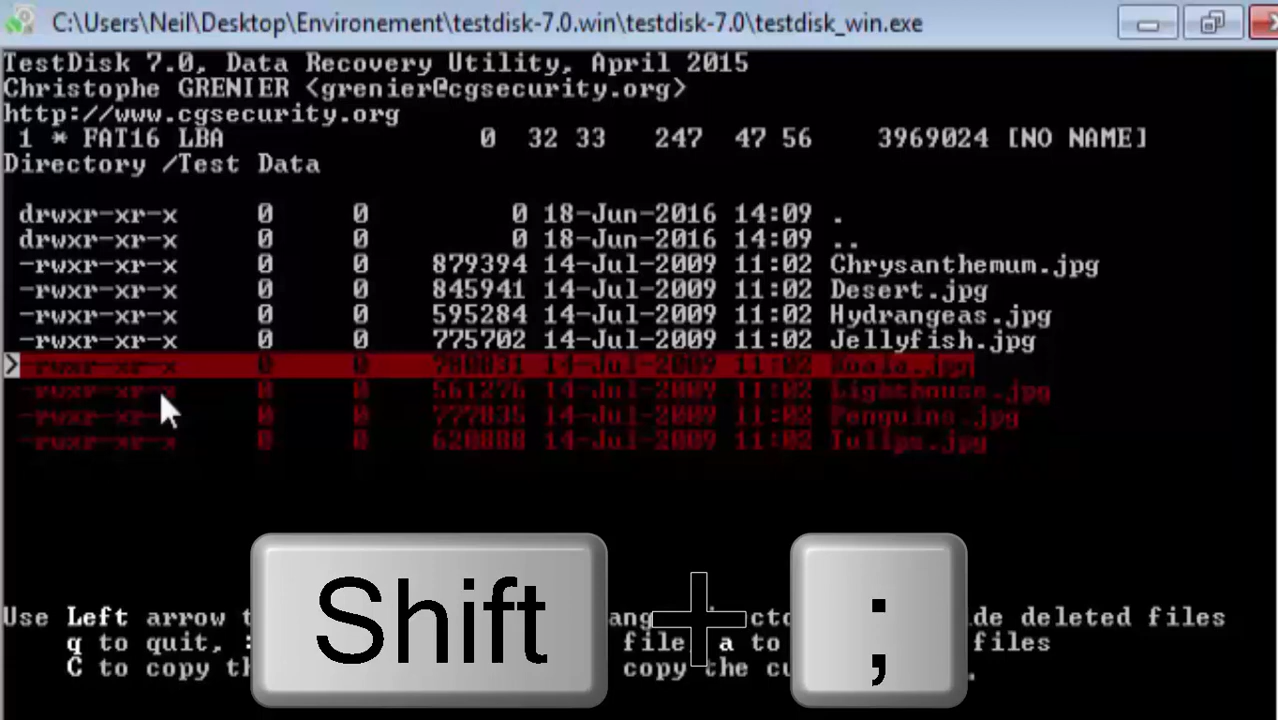 C:\Users\Neil\Desktop\Environement\testdisk-7.0.win\testdisk-7.0\testdisk_win.exe
TestDisk 7.0, Data Recovery Utility, April 2015
Christophe GRENIER <grenier@cgsecurity.org>
http://www.cgsecurity.org
1 * FAT16 LBA 0 32 33 247 47 56 3969024 [NO NAME]
Directory /Test Data
drwxr-xr-x 0 0 0 18-Jun-2016 14:09 .
drwxr-xr-x 0 0 0 18-Jun-2016 14:09 ..
-rwxr-xr-x 0 0 879394 14-Jul-2009 11:02 Chrysanthemum.jpg
-rwxr-xr-x 0 0 845941 14-Jul-2009 11:02 Desert.jpg
-rwxr-xr-x 0 0 595284 14-Jul-2009 11:02 Hydrangeas.jpg
-rwxr-xr-x 0 0 775702 14-Jul-2009 11:02 Jellyfish.jpg
>-rwxr-xr-x 0 0 780831 14-Jul-2009 11:02 Koala.jpg
-rwxr-xr-x 0 0 561276 14-Jul-2009 11:02 Lighthouse.jpg
-rwxr-xr-x 0 0 777835 14-Jul-2009 11:02 Penguins.jpg
-rwxr-xr-x 0 0 620888 14-Jul-2009 11:02 Tulips.jpg
Shift + ;
Use Left arrow deleted files
q to quit, : file a to files
C to copy copy the